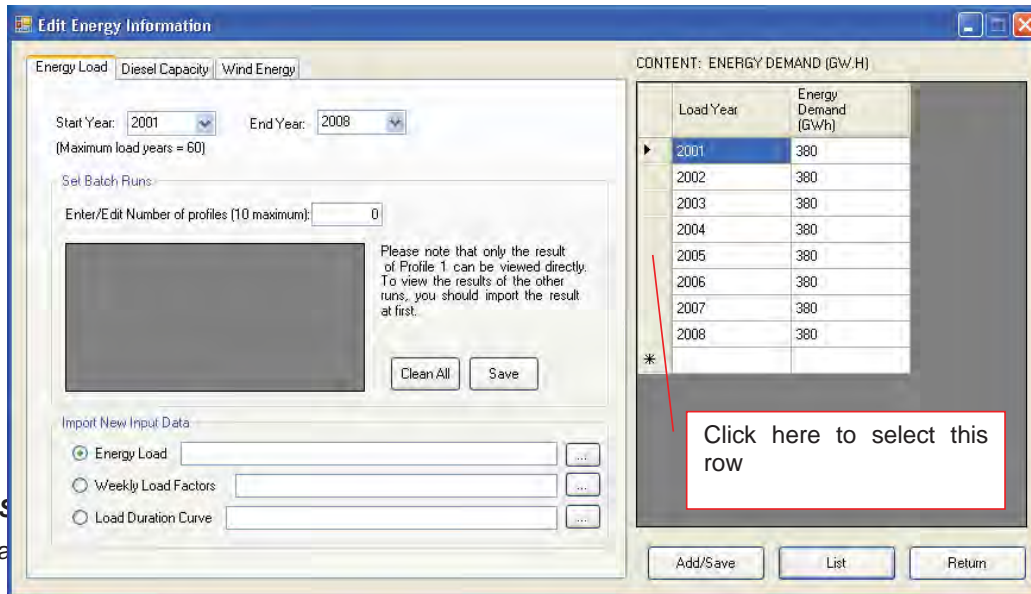 Edit Energy Information
Energy Load Diesel Capacity Wind Energy
Start Year: 2001 End Year: 2008
(Maximum load years = 60)
Set Batch Runs
Enter/Edit Number of profiles (10 maximum): 0
Please note that only the result
of Profile 1 can be viewed directly.
To view the results of the other
runs, you should import the result
at first.
Clean All Save
Import New Input Data
Energy Load ...
Weekly Load Factors ...
Load Duration Curve ...
CONTENT: ENERGY DEMAND (GW.H)
Load Year Energy
Demand
(GWh)
2001 380
2002 380
2003 380
2004 380
2005 380
2006 380
2007 380
2008 380
*
Click here to select this
row
Add/Save List Return